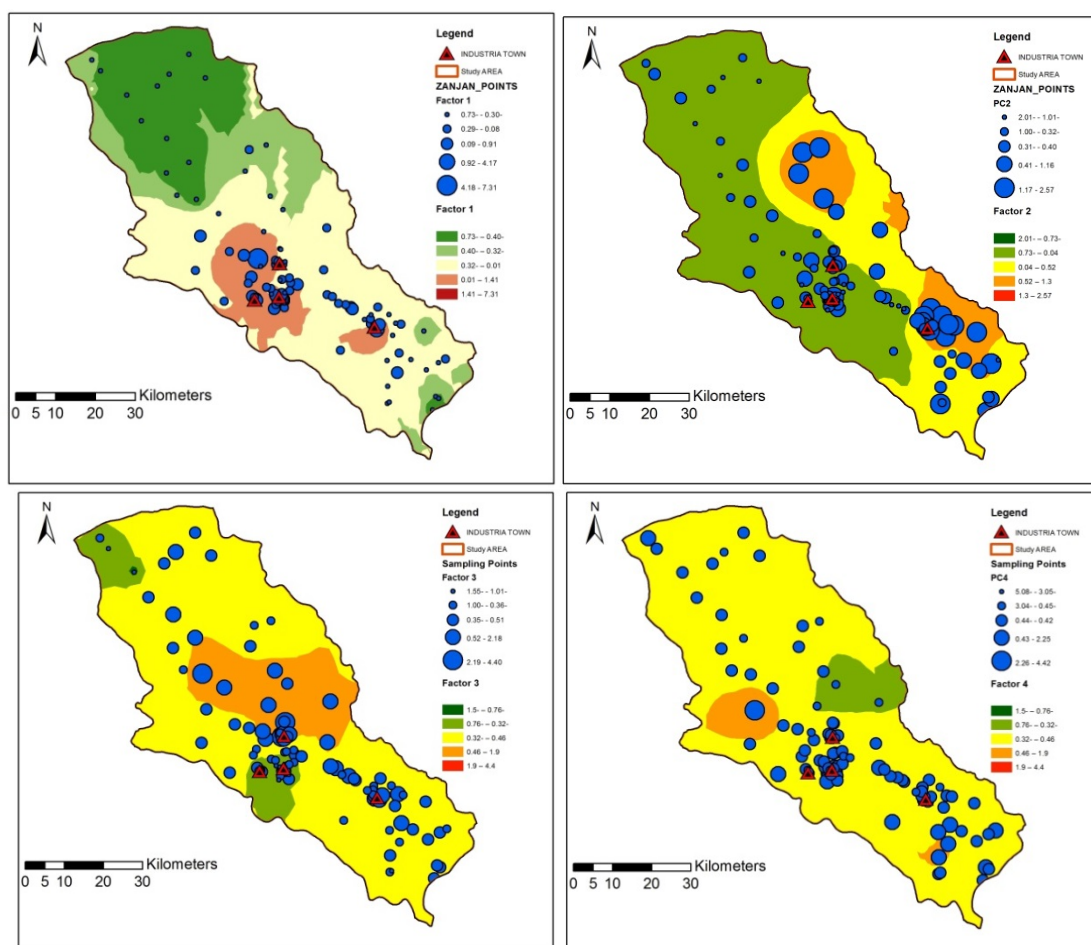 N
Legend
INDUSTRIA TOWN
Study AREA
ZANJAN_POINTS
Factor 1
0.73- - 0.30-
0.29- - 0.08
0.09 - 0.91
0.92 - 4.17
4.18 - 7.31
Factor 1
0.73- – 0.40-
0.40- – 0.32-
0.32- – 0.01
0.01 – 1.41
1.41 – 7.31
Kilometers
0 5 10 20 30
N
Legend
INDUSTRIA TOWN
Study AREA
ZANJAN_POINTS
PC2
2.01- - 1.01-
1.00- - 0.32-
0.31- - 0.40
0.41 - 1.16
1.17 - 2.57
Factor 2
2.01- – 0.73-
0.73- – 0.04
0.04 – 0.52
0.52 – 1.3
1.3 – 2.57
Kilometers
0 5 10 20 30
N
Legend
INDUSTRIA TOWN
Study AREA
Sampling Points
Factor 3
1.55- - 1.01-
1.00- - 0.36-
0.35- - 0.51
0.52 - 2.18
2.19 - 4.40
Factor 3
1.5- – 0.76-
0.76- – 0.32-
0.32 – 0.46
0.46 – 1.9
1.9 – 4.4
Kilometers
0 5 10 20 30
N
Legend
INDUSTRIA TOWN
Study AREA
Sampling Points
PC4
5.08- - 3.05-
3.04- - 0.45-
0.44- - 0.42
0.43 - 2.25
2.26 - 4.42
Factor 4
1.5- – 0.76-
0.76- – 0.32-
0.32 – 0.46
0.46 – 1.9
1.9 – 4.4
Kilometers
0 5 10 20 30